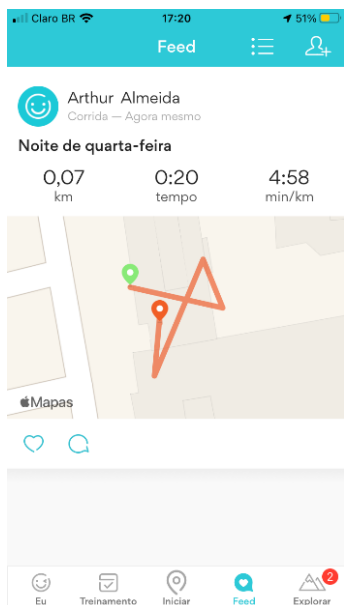 Claro BR 17:20 51%
Feed
Arthur Almeida
Corrida — Agora mesmo
Noite de quarta-feira
0,07 0:20 4:58
km tempo min/km
Mapas
2
Eu Treinamento Iniciar Feed Explorar